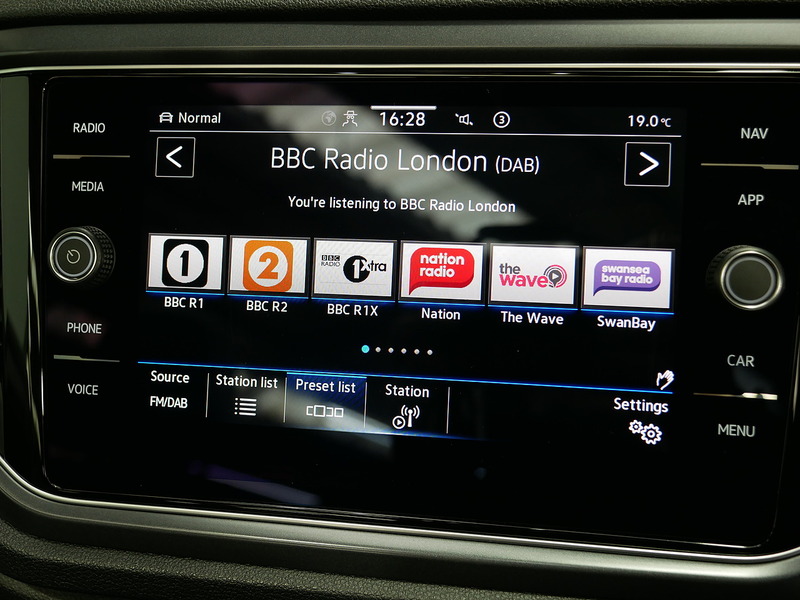 RADIO
MEDIA
PHONE
VOICE
Normal
16:28
3
19.0°C
BBC Radio London (DAB)
You're listening to BBC Radio London
1
2
BBC RADIO 1Xtra
nation radio
the wave
swansea bay radio
BBC R1
BBC R2
BBC R1X
Nation
The Wave
SwanBay
Source
FM/DAB
Station list
Preset list
Station
Settings
NAV
APP
CAR
MENU